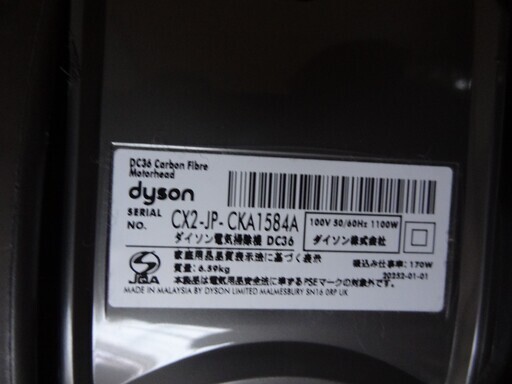 DC36 Carbon Fibre
Motorhead
dyson
SERIAL NO. CX2-JP-CKA1584A
100V 50/60Hz 1100W
ダイソン電気掃除機 DC36
ダイソン株式会社
家庭用品品質表示法に基づく表示
質量: 6.59kg
吸込み仕事率: 170W
20252-01-01
JQA
本製品は電気用品安全法に準ずるPSEマークの対象外です。
MADE IN MALAYSIA BY DYSON LIMITED MALMESBURY SN16 0RP UK